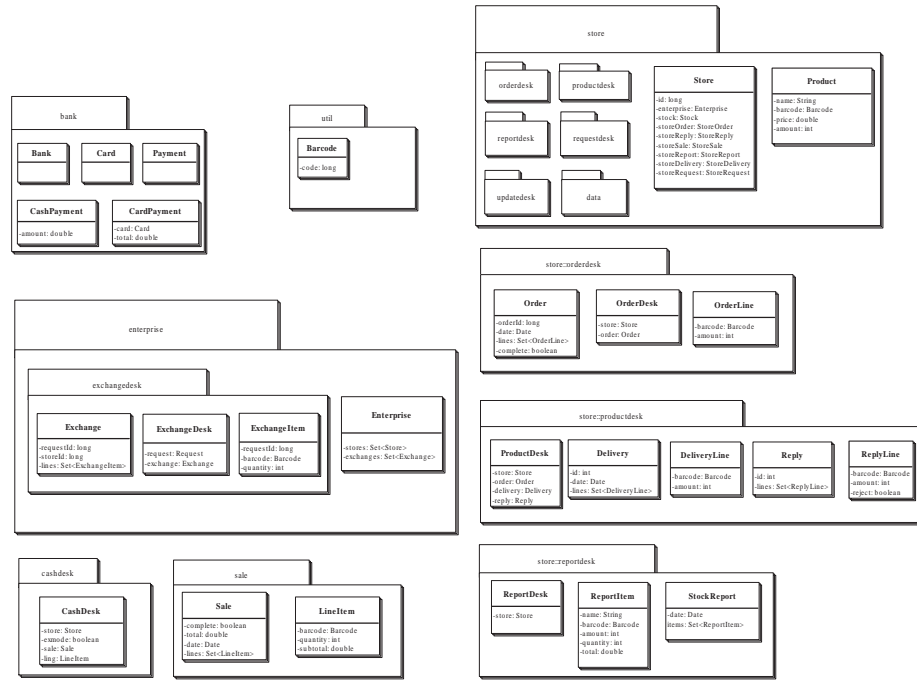 bank
Bank
Card
Payment
CashPayment
-amount: double
CardPayment
-card: Card
-total: double
util
Barcode
-code: long
store
orderdesk
productdesk
reportdesk
requestdesk
updatedesk
data
Store
-id: long
-enterprise: Enterprise
-stock: Stock
-storeOrder: StoreOrder
-storeReply: StoreReply
-storeSale: StoreSale
-storeReport: StoreReport
-storeDelivery: StoreDelivery
-storeRequest: StoreRequest
Product
-name: String
-barcode: Barcode
-price: double
-amount: int
store::orderdesk
Order
-orderId: long
-date: Date
-lines: Set<OrderLine>
-complete: boolean
OrderDesk
-store: Store
-order: Order
OrderLine
-barcode: Barcode
-amount: int
enterprise
exchangedesk
Exchange
-requestId: long
-storeId: long
-lines: Set<ExchangeItem>
ExchangeDesk
-request: Request
-exchange: Exchange
ExchangeItem
-requestId: long
-barcode: Barcode
-quantity: int
Enterprise
-stores: Set<Store>
-exchanges: Set<Exchange>
store::productdesk
ProductDesk
-store: Store
-order: Order
-delivery: Delivery
-reply: Reply
Delivery
-id: int
-date: Date
-lines: Set<DeliveryLine>
DeliveryLine
-barcode: Barcode
-amount: int
Reply
-id: int
-lines: Set<ReplyLine>
ReplyLine
-barcode: Barcode
-amount: int
-reject: boolean
cashdesk
CashDesk
-store: Store
-exmode: boolean
-sale: Sale
-ling: LineItem
sale
Sale
-complete: boolean
-total: double
-date: Date
-lines: Set<LineItem>
LineItem
-barcode: Barcode
-quantity: int
-subtotal: double
store::reportdesk
ReportDesk
-store: Store
ReportItem
-name: String
-barcode: Barcode
-amount: int
-quantity: int
-total: double
StockReport
-date: Date
items: Set<ReportItem>